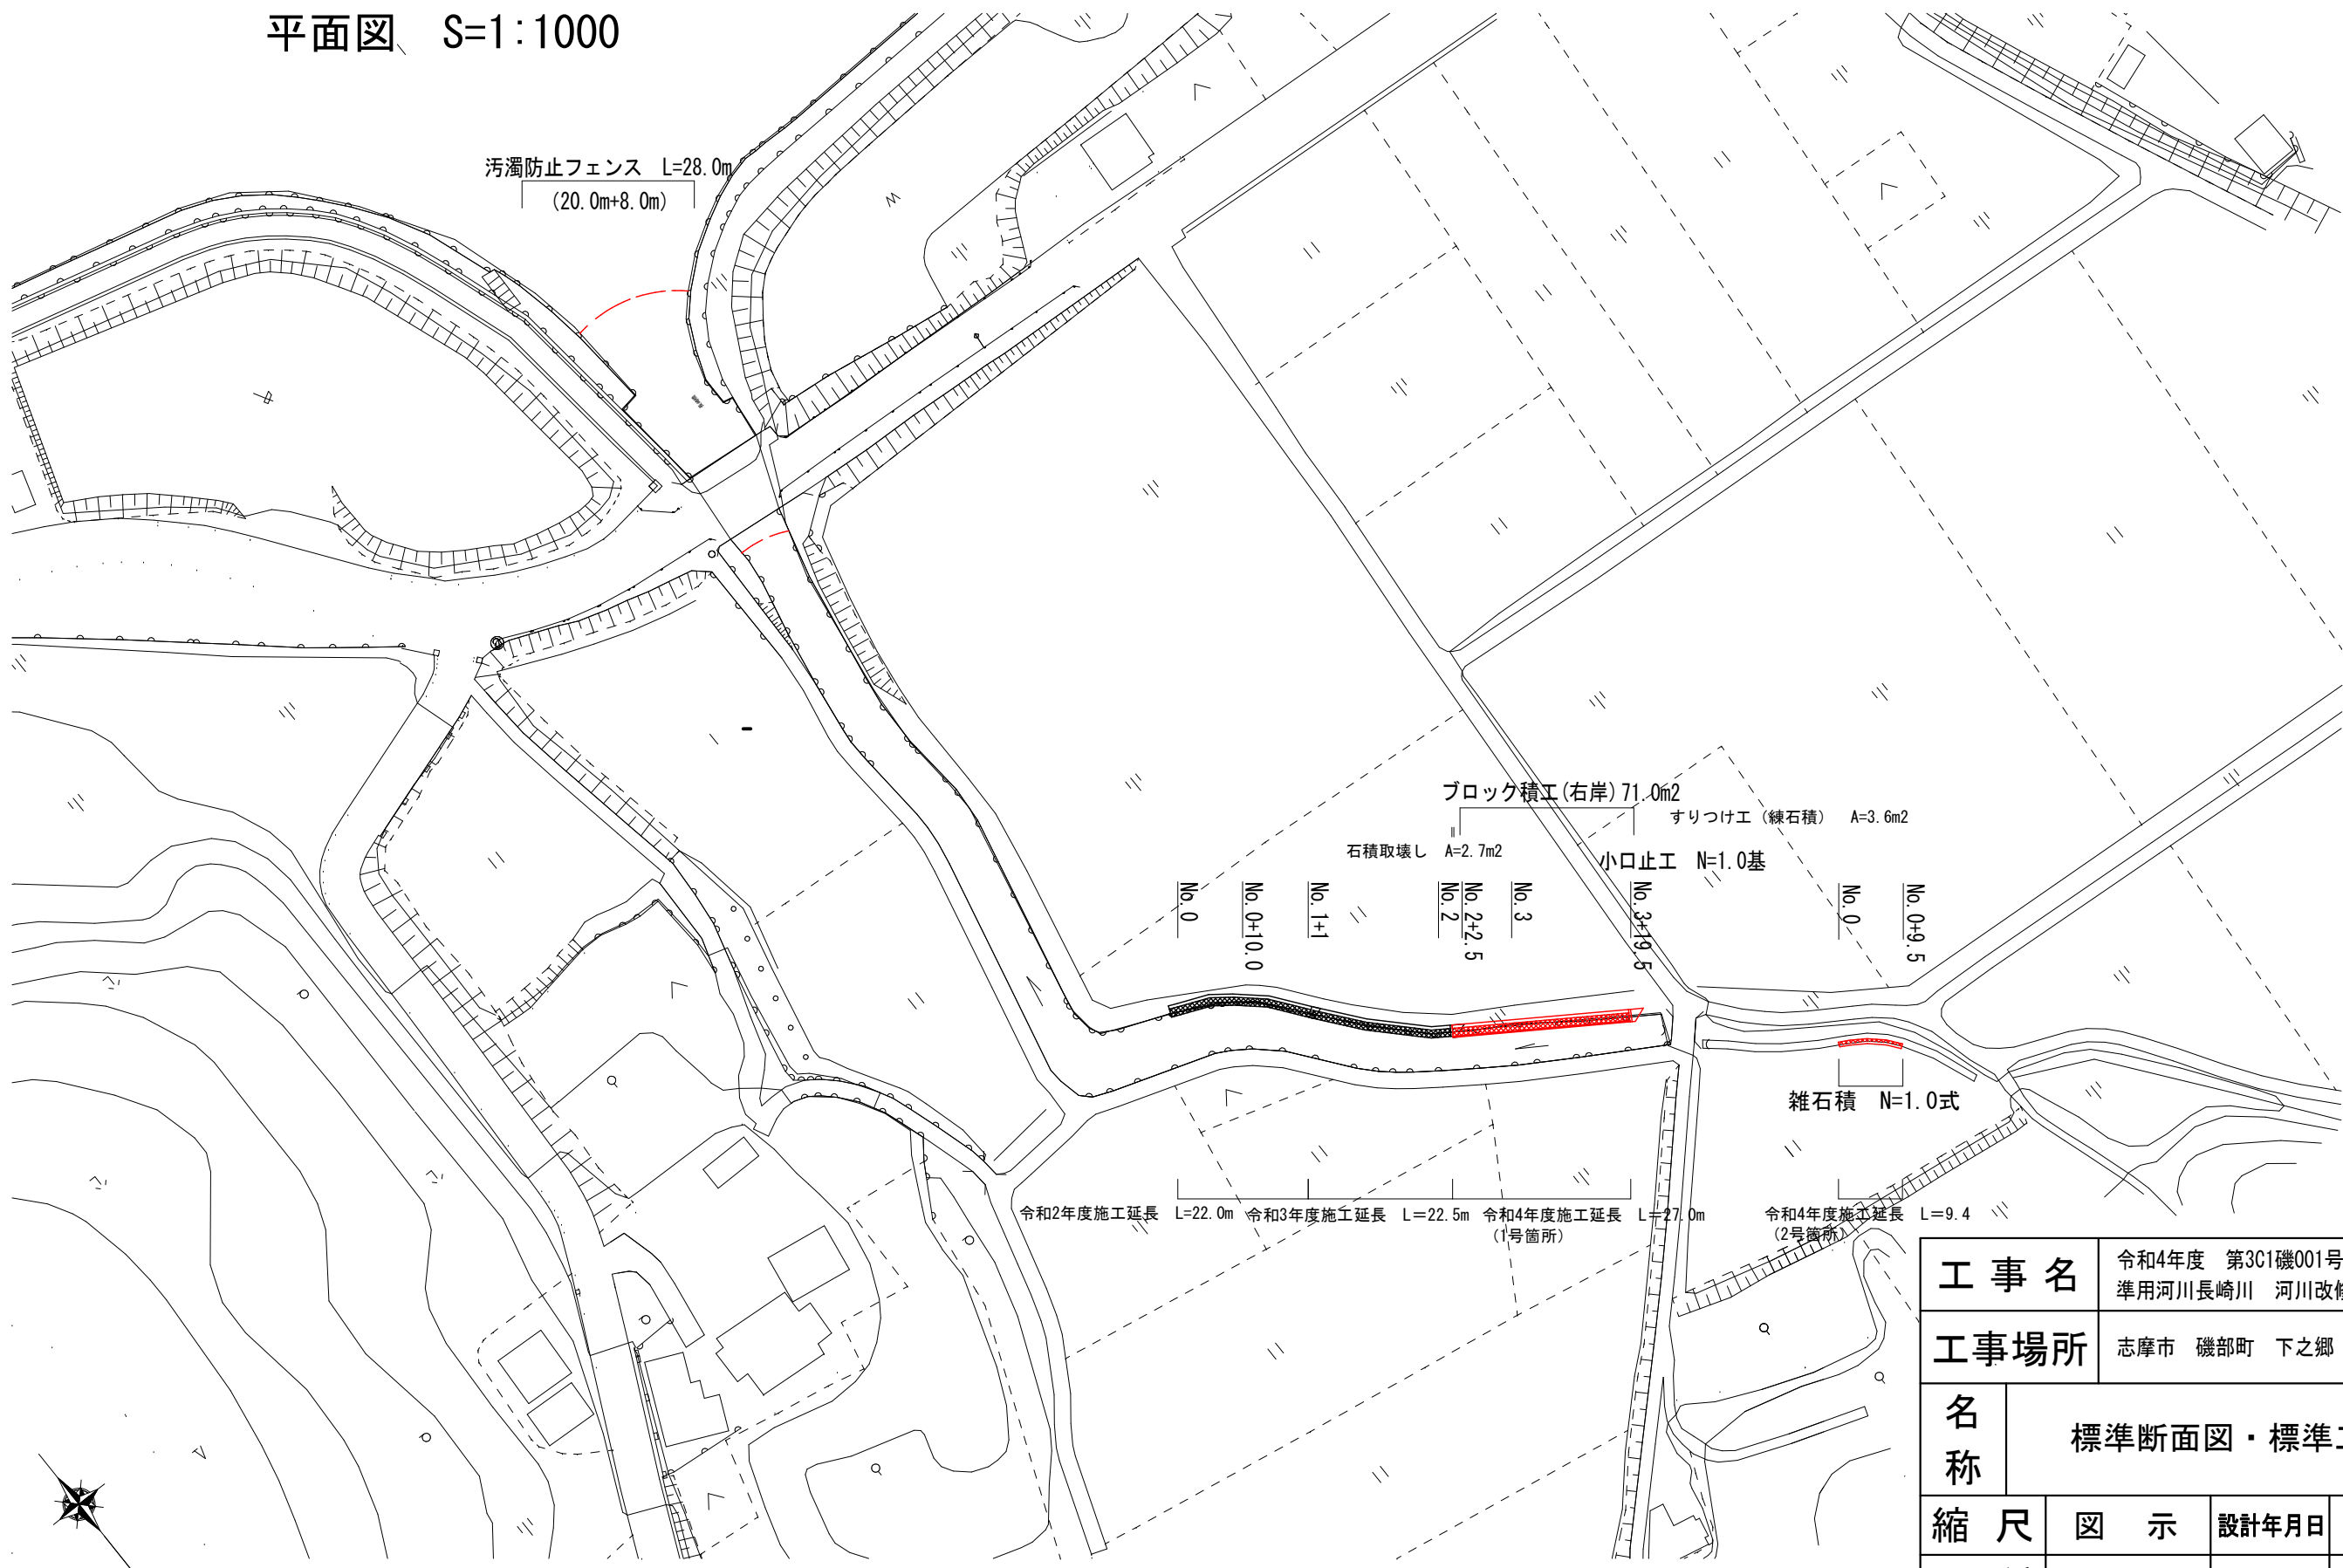 平面図 S=1:1000
汚濁防止フェンス L=28.0m
(20.0m+8.0m)
ブロック積工(右岸)71.0m2
すりつけ工(練石積) A=3.6m2
石積取壊し A=2.7m2
小口止工 N=1.0基
No.0
No.0+10.0
No.1+1
No.2
No.2+2.5
No.3
No.3+19.5
No.0
No.0+9.5
雑石積 N=1.0式
令和2年度施工延長 L=22.0m
令和3年度施工延長 L=22.5m
令和4年度施工延長 L=27.0m
(1号箇所)
令和4年度施工延長 L=9.4
(2号箇所)
工事名
令和4年度 第3C1磯001号
準用河川長崎川 河川改修
工事場所
志摩市 磯部町 下之郷
名称
標準断面図・標準
縮尺 図示 設計年月日